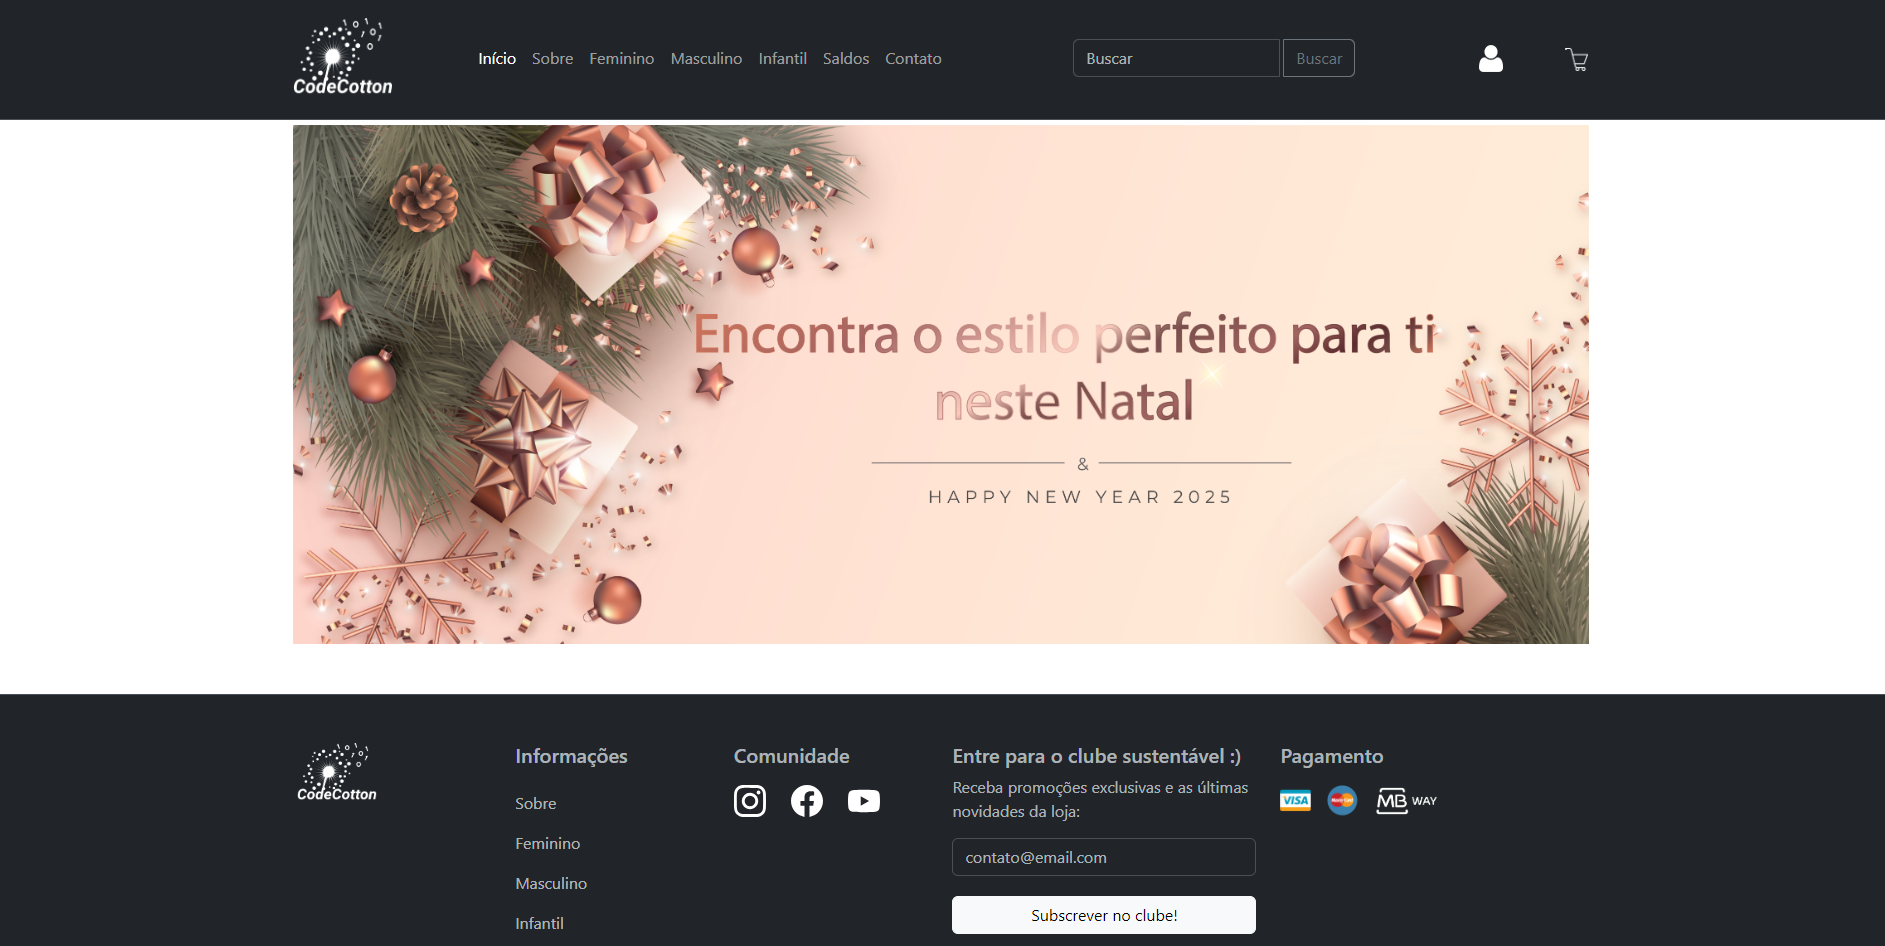 CodeCotton
Início Sobre Feminino Masculino Infantil Saldos Contato
Buscar
Buscar
Encontra o estilo perfeito para ti
neste Natal
&
HAPPY NEW YEAR 2025
CodeCotton
Informações
Sobre
Feminino
Masculino
Infantil
Comunidade
Entre para o clube sustentável :)
Receba promoções exclusivas e as últimas
novidades da loja:
contato@email.com
Subscrever no clube!
Pagamento
VISA
MasterCard
MB WAY